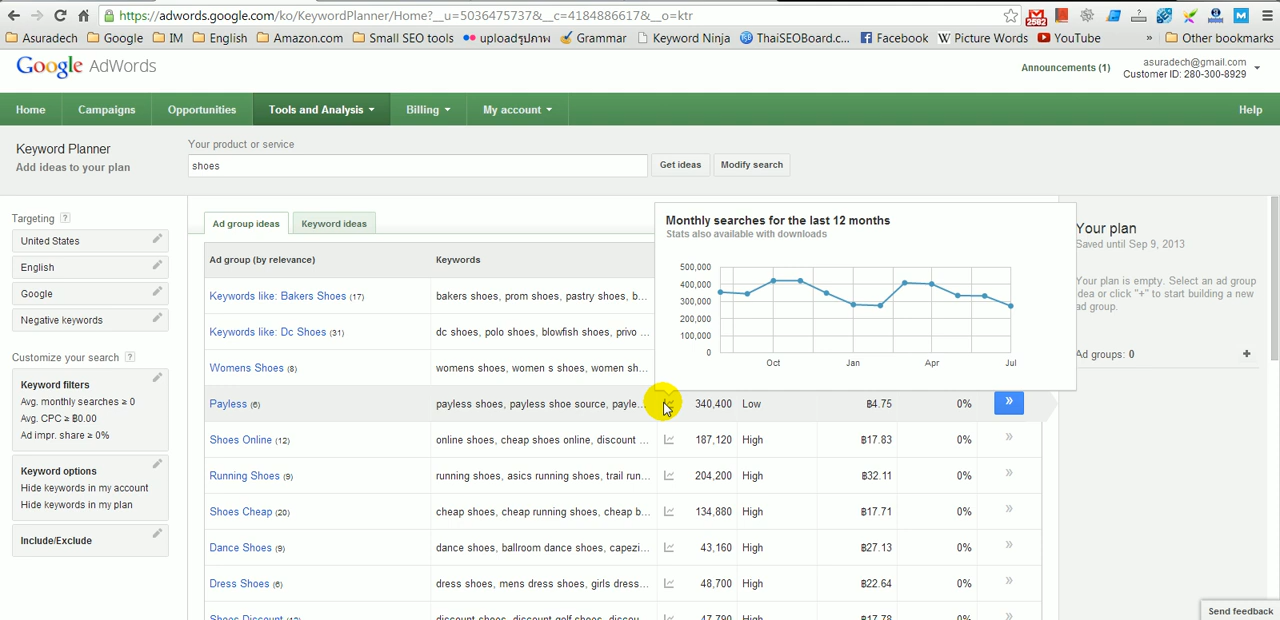 https://adwords.google.com/ko/KeywordPlanner/Home?__u=5036475737&__c=4184886617&__o=ktr
2582
Asuradech Google IM English Amazon.com Small SEO tools uploadรูปภาพ Grammar Keyword Ninja ThaiSEOBoard.c... Facebook Picture Words YouTube » Other bookmarks
Google AdWords
Announcements (1)
asuradech@gmail.com
Customer ID: 280-300-8929
Home Campaigns Opportunities Tools and Analysis Billing My account Help
Keyword Planner
Add ideas to your plan
Your product or service
shoes
Get ideas Modify search
Targeting ?
United States
English
Google
Negative keywords
Customize your search ?
Keyword filters
Avg. monthly searches ≥ 0
Avg. CPC ≥ ฿0.00
Ad impr. share ≥ 0%
Keyword options
Hide keywords in my account
Hide keywords in my plan
Include/Exclude
Ad group ideas Keyword ideas
Ad group (by relevance) Keywords
Keywords like: Bakers Shoes (17) bakers shoes, prom shoes, pastry shoes, b...
Keywords like: Dc Shoes (31) dc shoes, polo shoes, blowfish shoes, privo ...
Womens Shoes (8) womens shoes, women s shoes, women sh...
Payless (6) payless shoes, payless shoe source, payle... 340,400 Low ฿4.75 0% »
Shoes Online (12) online shoes, cheap shoes online, discount ... 187,120 High ฿17.83 0% »
Running Shoes (9) running shoes, asics running shoes, trail run... 204,200 High ฿32.11 0% »
Shoes Cheap (20) cheap shoes, cheap running shoes, cheap b... 134,880 High ฿17.71 0% »
Dance Shoes (9) dance shoes, ballroom dance shoes, capezi... 43,160 High ฿27.13 0% »
Dress Shoes (6) dress shoes, mens dress shoes, girls dress... 48,700 High ฿22.64 0% »
Shoes Discount discount shoes, discount golf shoes, discou... 47,790 High ฿17.78 0% »
Monthly searches for the last 12 months
Stats also available with downloads
500,000
400,000
300,000
200,000
100,000
0
Oct Jan Apr Jul
Your plan
Saved until Sep 9, 2013
Your plan is empty. Select an ad group
idea or click "+" to start building a new
ad group.
Ad groups: 0 +
Send feedback